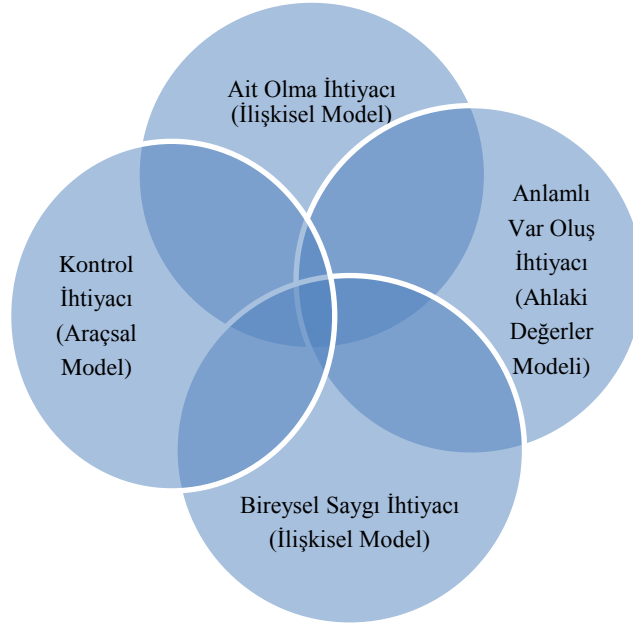 Ait Olma İhtiyacı
(İlişkisel Model)
Anlamlı
Var Oluş
İhtiyacı
(Ahlaki
Değerler
Modeli)
Kontrol
İhtiyacı
(Araçsal
Model)
Bireysel Saygı İhtiyacı
(İlişkisel Model)